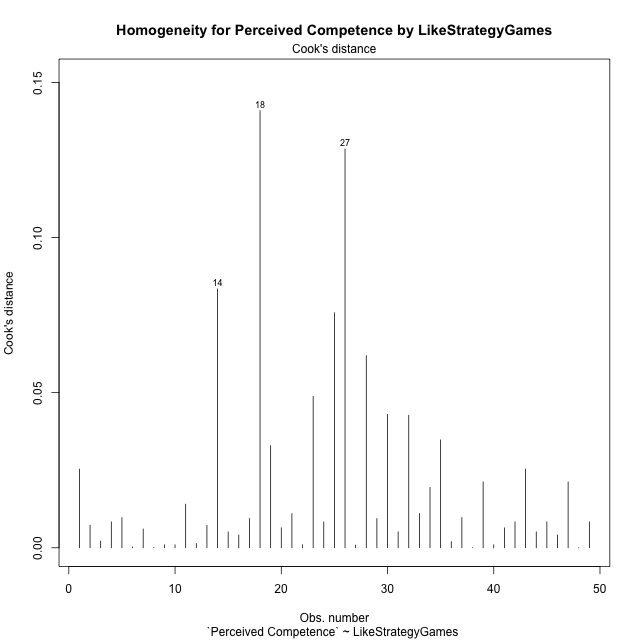 Homogeneity for Perceived Competence by LikeStrategyGames
Cook's distance
Cook's distance
0.15
0.10
0.05
0.00
18
27
14
0 10 20 30 40 50
Obs. number
`Perceived Competence` ~ LikeStrategyGames